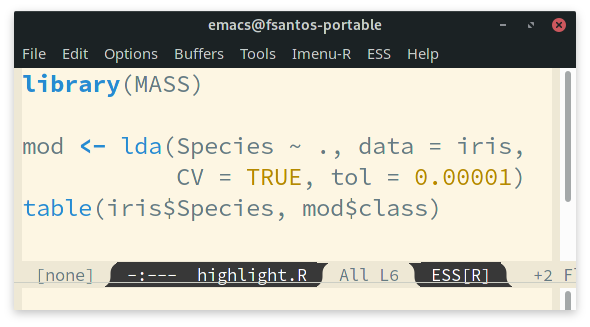 emacs@fsantos-portable
File Edit Options Buffers Tools Imenu-R ESS Help
library(MASS)
mod <- lda(Species ~ ., data = iris,
CV = TRUE, tol = 0.00001)
table(iris$Species, mod$class)
[none] -:--- highlight.R All L6 ESS[R] +2 Fl